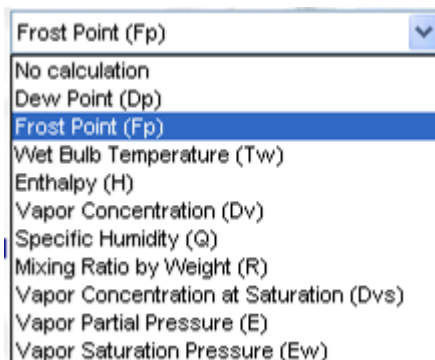 Frost Point (Fp)
No calculation
Dew Point (Dp)
Frost Point (Fp)
Wet Bulb Temperature (Tw)
Enthalpy (H)
Vapor Concentration (Dv)
Specific Humidity (Q)
Mixing Ratio by Weight (R)
Vapor Concentration at Saturation (Dvs)
Vapor Partial Pressure (E)
Vapor Saturation Pressure (Ew)